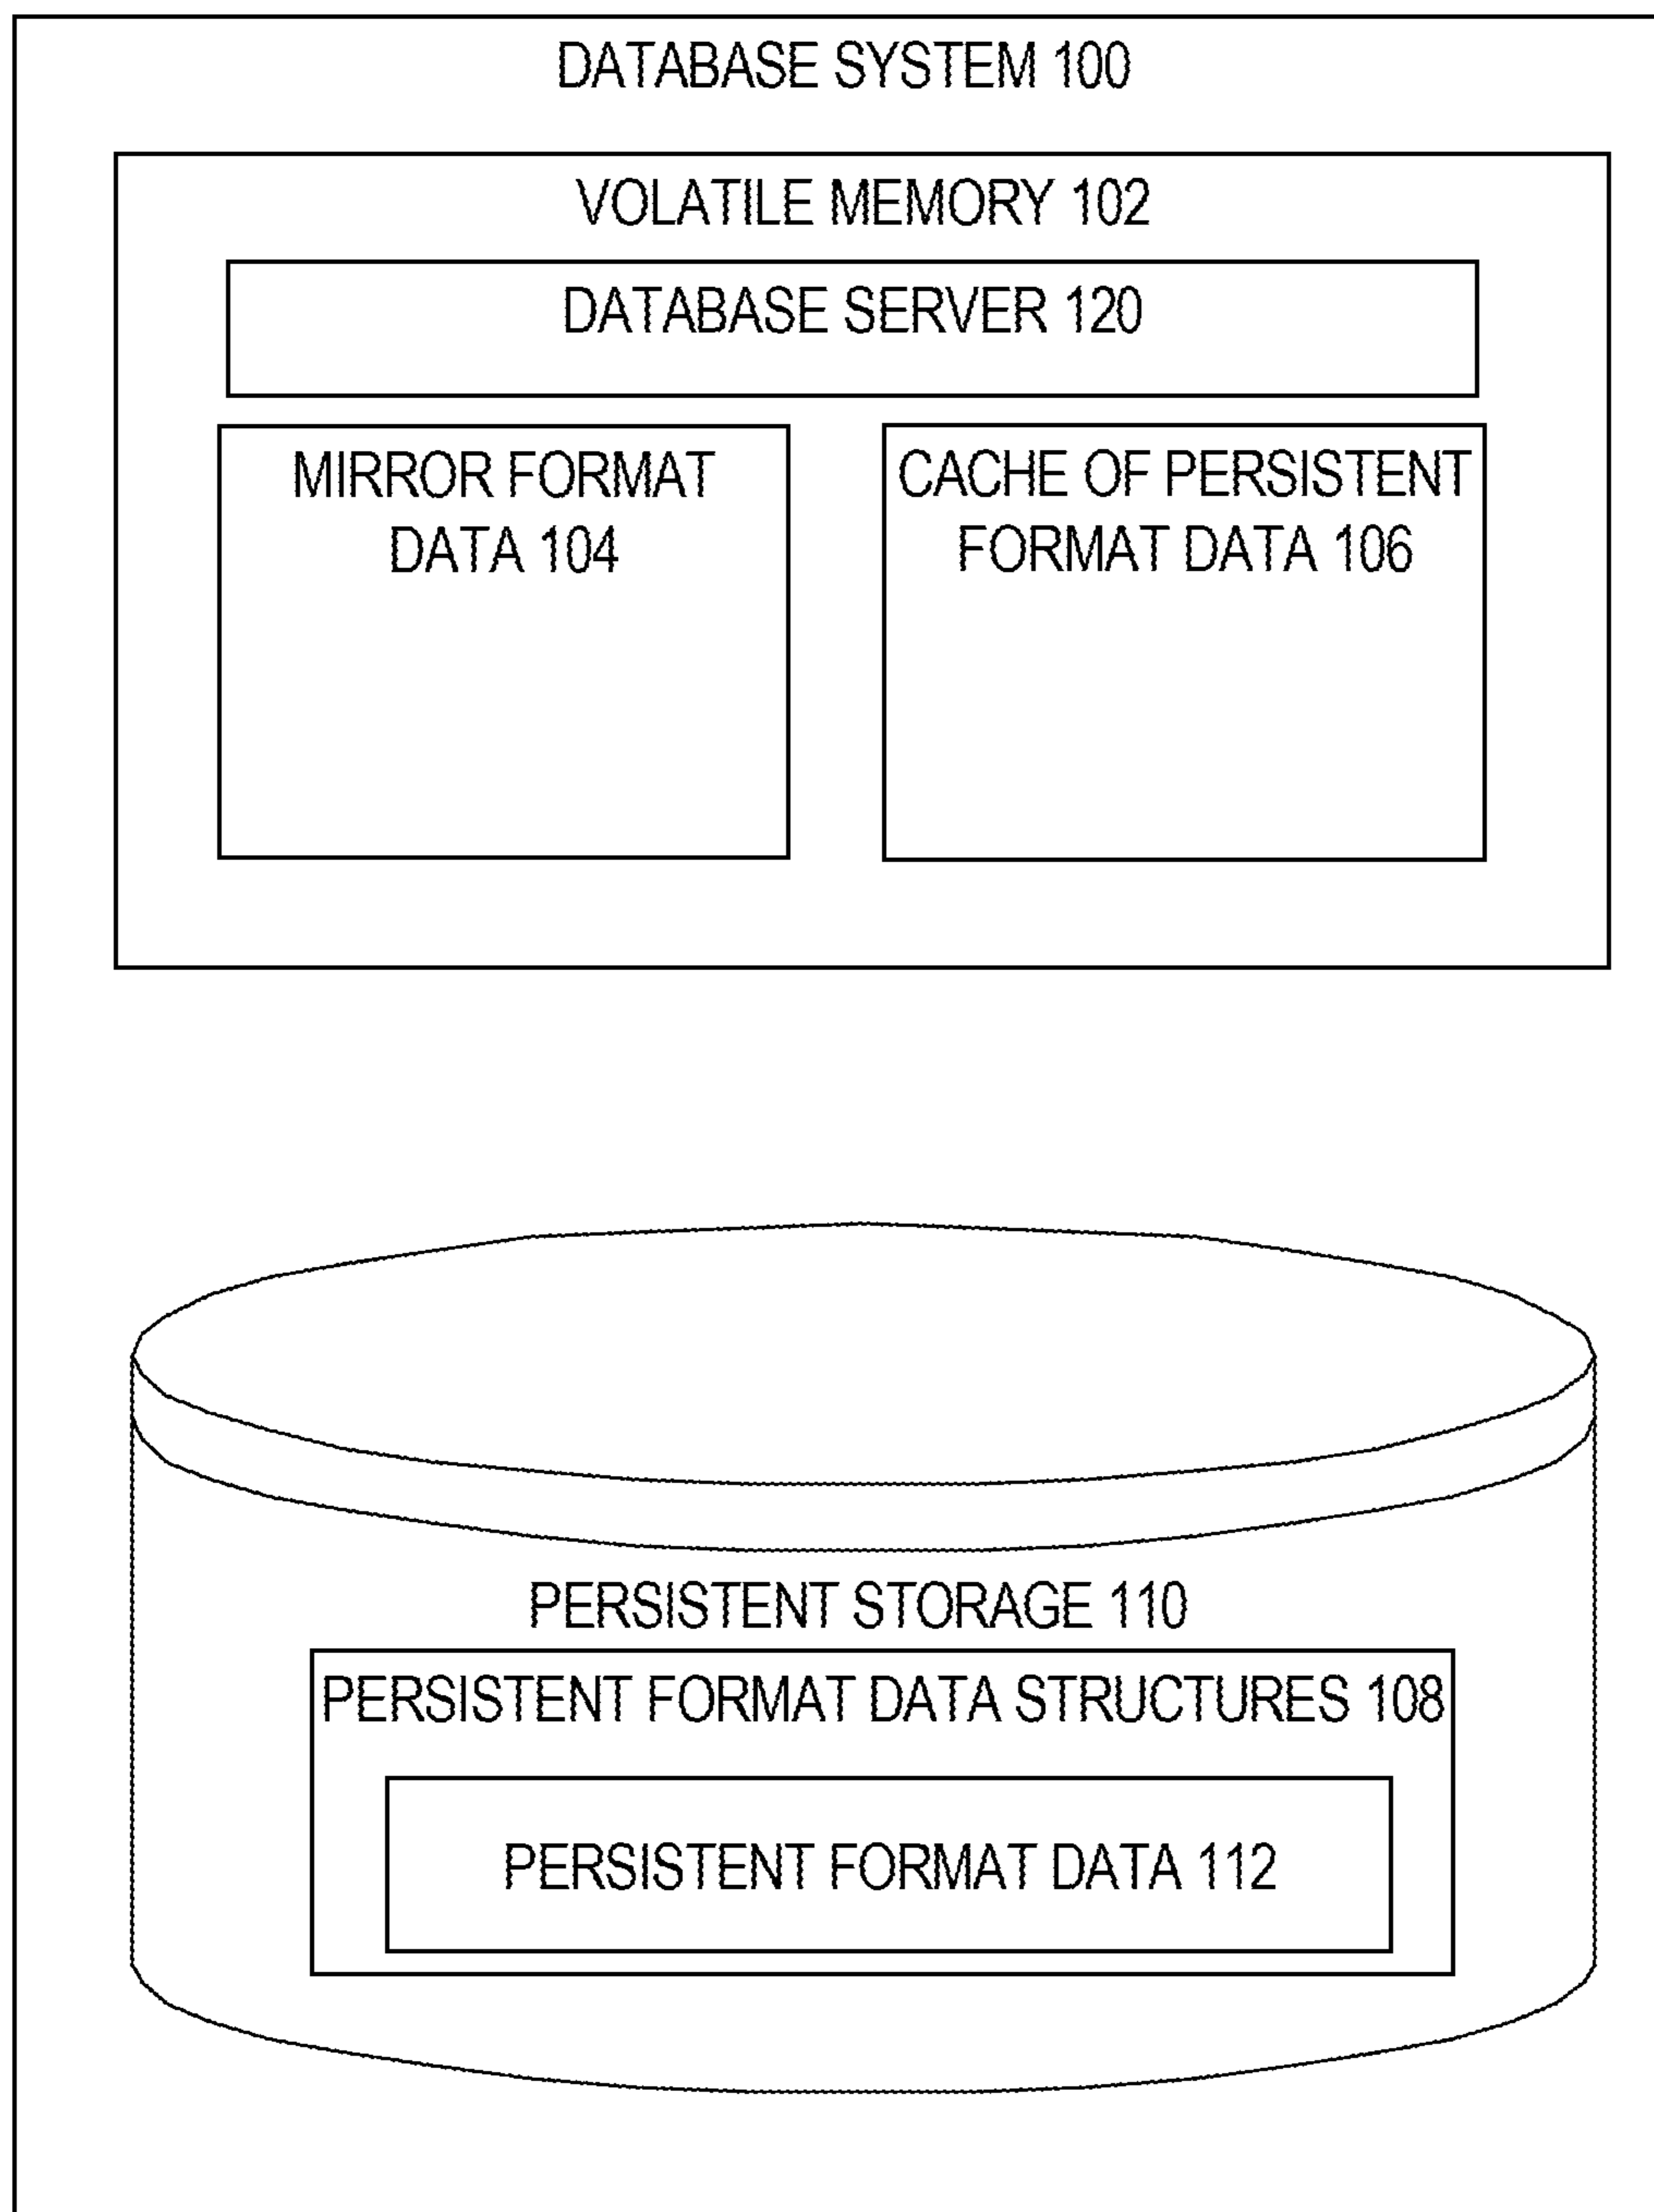 DATABASE SYSTEM 100
VOLATILE MEMORY 102
DATABASE SERVER 120
MIRROR FORMAT
DATA 104
CACHE OF PERSISTENT
FORMAT DATA 106
PERSISTENT STORAGE 110
PERSISTENT FORMAT DATA STRUCTURES 108
PERSISTENT FORMAT DATA 112